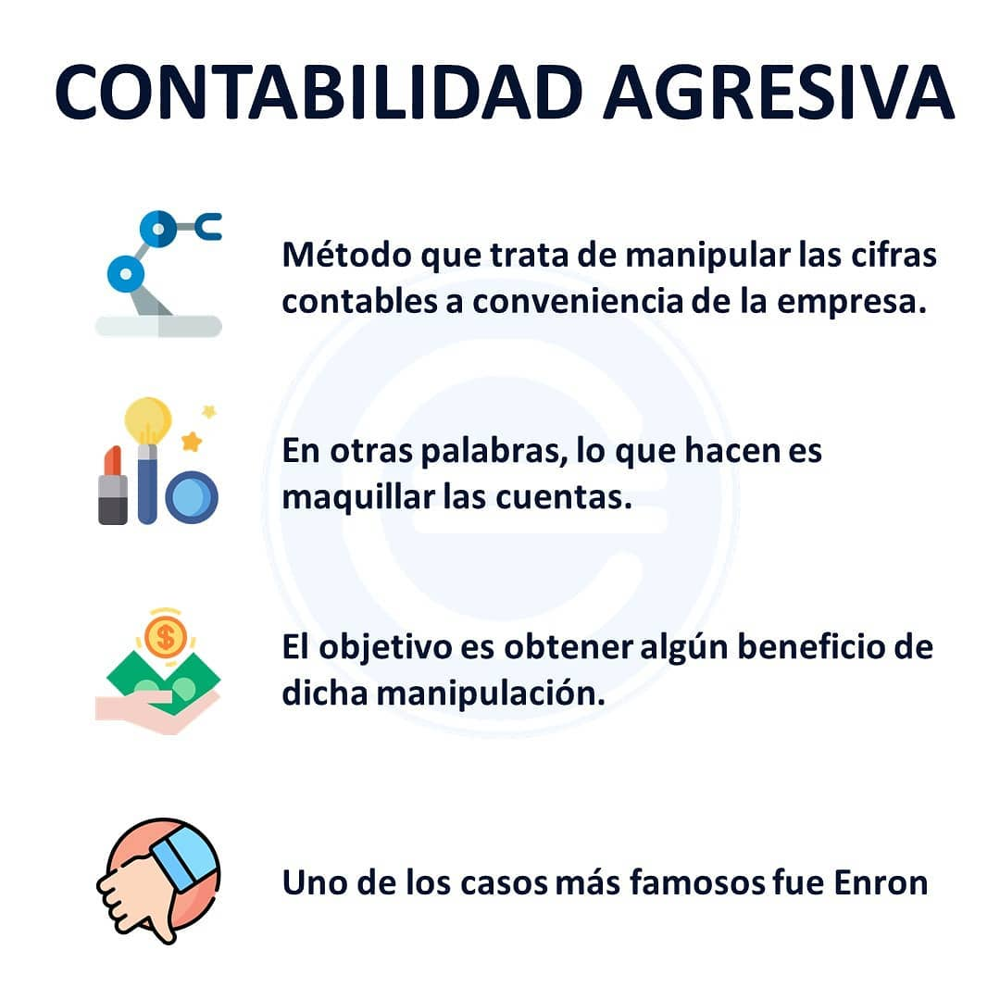 CONTABILIDAD AGRESIVA
Método que trata de manipular las cifras
contables a conveniencia de la empresa.
En otras palabras, lo que hacen es
maquillar las cuentas.
El objetivo es obtener algún beneficio de
dicha manipulación.
Uno de los casos más famosos fue Enron